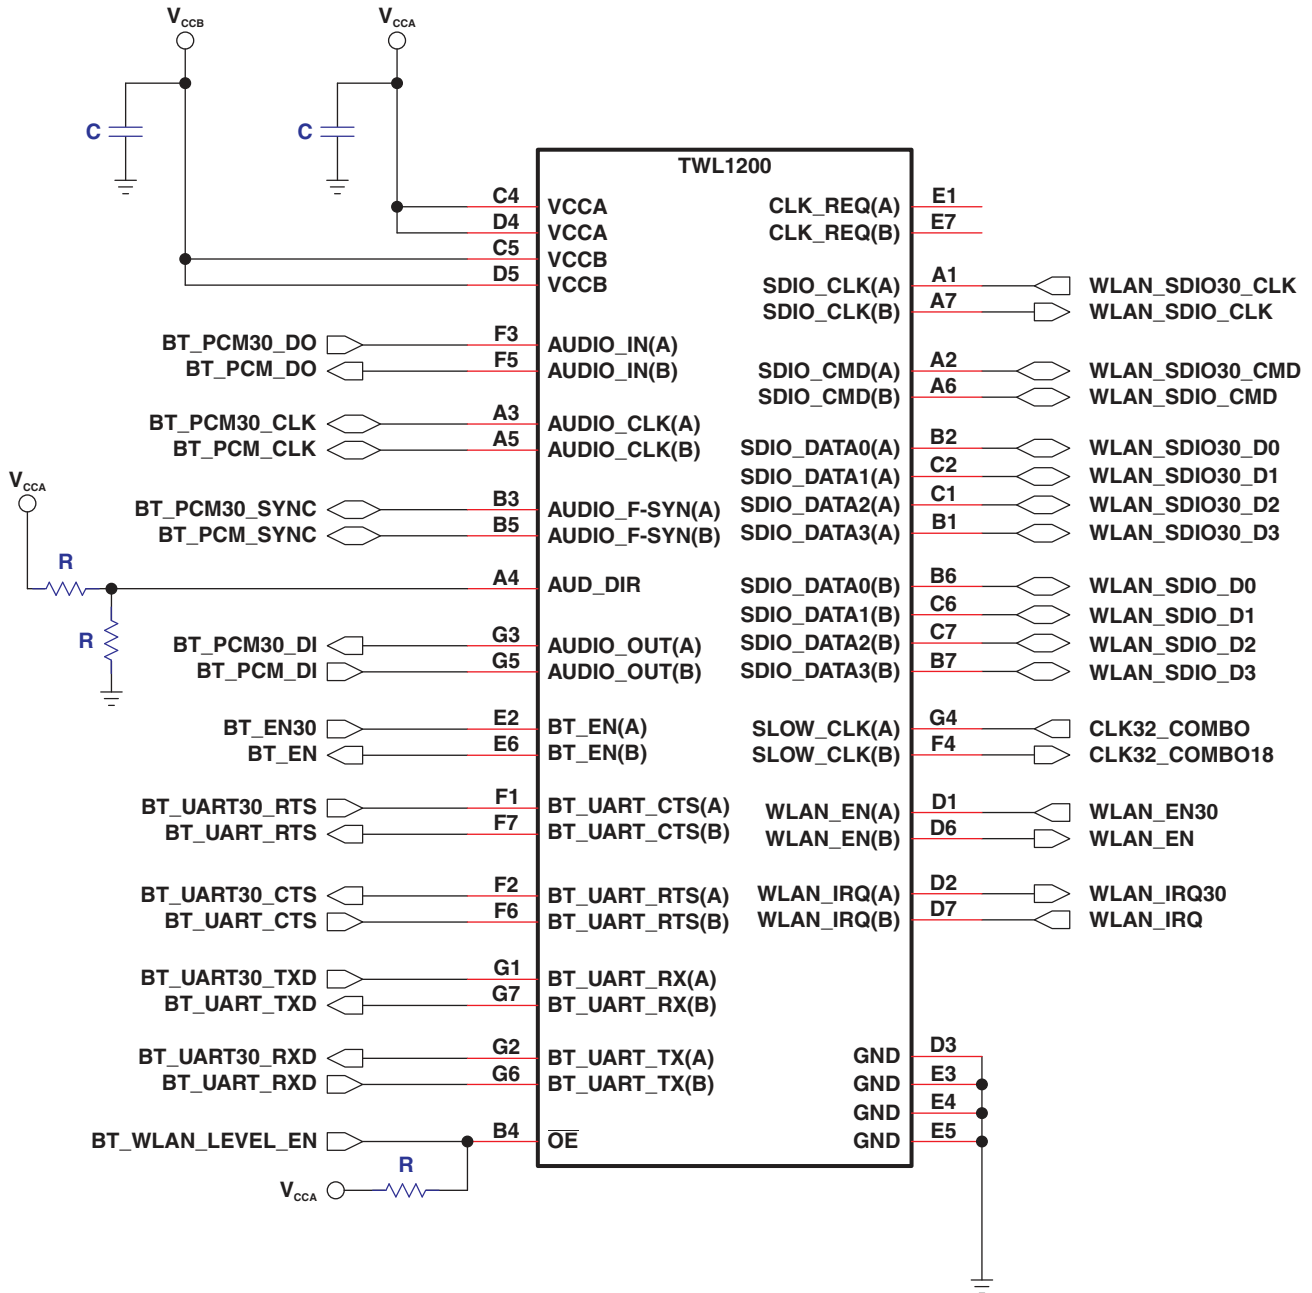 VCCB
VCCA
C
C
TWL1200
C4 VCCA
D4 VCCA
C5 VCCB
D5 VCCB
BT_PCM30_DO F3 AUDIO_IN(A)
BT_PCM_DO F5 AUDIO_IN(B)
BT_PCM30_CLK A3 AUDIO_CLK(A)
BT_PCM_CLK A5 AUDIO_CLK(B)
VCCA
BT_PCM30_SYNC B3 AUDIO_F-SYN(A)
BT_PCM_SYNC B5 AUDIO_F-SYN(B)
R
A4 AUD_DIR
R
BT_PCM30_DI G3 AUDIO_OUT(A)
BT_PCM_DI G5 AUDIO_OUT(B)
BT_EN30 E2 BT_EN(A)
BT_EN E6 BT_EN(B)
BT_UART30_RTS F1 BT_UART_CTS(A)
BT_UART_RTS F7 BT_UART_CTS(B)
BT_UART30_CTS F2 BT_UART_RTS(A)
BT_UART_CTS F6 BT_UART_RTS(B)
BT_UART30_TXD G1 BT_UART_RX(A)
BT_UART_TXD G7 BT_UART_RX(B)
BT_UART30_RXD G2 BT_UART_TX(A)
BT_UART_RXD G6 BT_UART_TX(B)
BT_WLAN_LEVEL_EN B4 OE
R
VCCA
CLK_REQ(A) E1
CLK_REQ(B) E7
SDIO_CLK(A) A1 WLAN_SDIO30_CLK
SDIO_CLK(B) A7 WLAN_SDIO_CLK
SDIO_CMD(A) A2 WLAN_SDIO30_CMD
SDIO_CMD(B) A6 WLAN_SDIO_CMD
SDIO_DATA0(A) B2 WLAN_SDIO30_D0
SDIO_DATA1(A) C2 WLAN_SDIO30_D1
SDIO_DATA2(A) C1 WLAN_SDIO30_D2
SDIO_DATA3(A) B1 WLAN_SDIO30_D3
SDIO_DATA0(B) B6 WLAN_SDIO_D0
SDIO_DATA1(B) C6 WLAN_SDIO_D1
SDIO_DATA2(B) C7 WLAN_SDIO_D2
SDIO_DATA3(B) B7 WLAN_SDIO_D3
SLOW_CLK(A) G4 CLK32_COMBO
SLOW_CLK(B) F4 CLK32_COMBO18
WLAN_EN(A) D1 WLAN_EN30
WLAN_EN(B) D6 WLAN_EN
WLAN_IRQ(A) D2 WLAN_IRQ30
WLAN_IRQ(B) D7 WLAN_IRQ
GND D3
GND E3
GND E4
GND E5